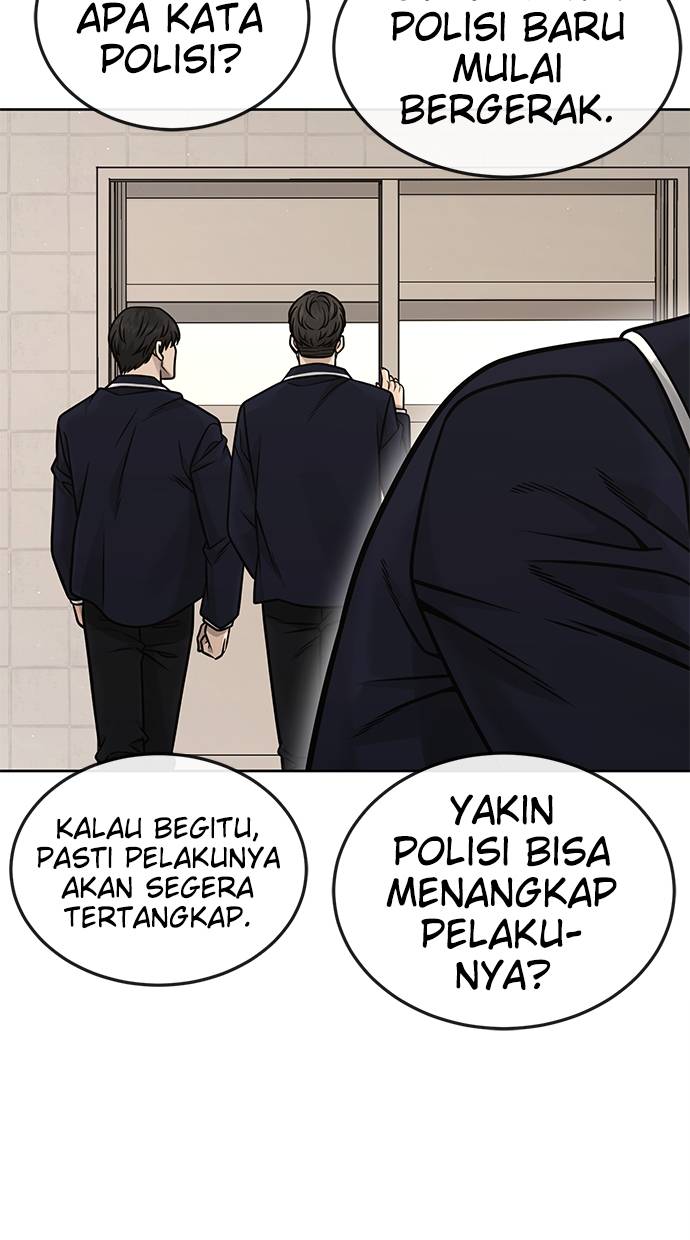 APA KATA
POLISI?
POLISI BARU
MULAI
BERGERAK.
KALAU BEGITU,
PASTI PELAKUNYA
AKAN SEGERA
TERTANGKAP.
YAKIN
POLISI BISA
MENANGKAP
PELAKU-
NYA?